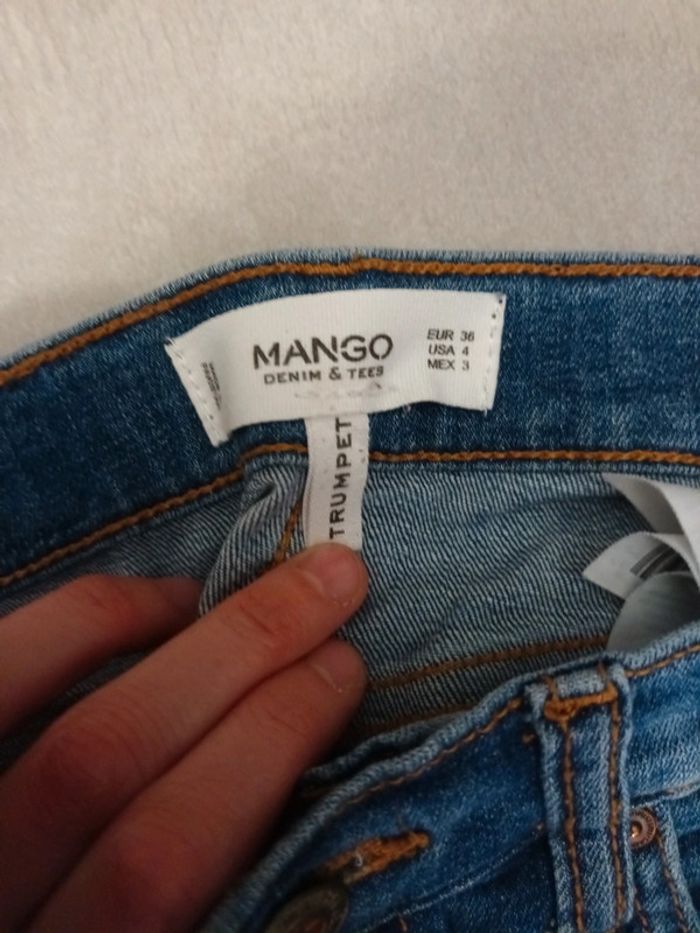 MANGO
DENIM & TEES
EUR 36
USA 4
MEX 3
TRUMPET